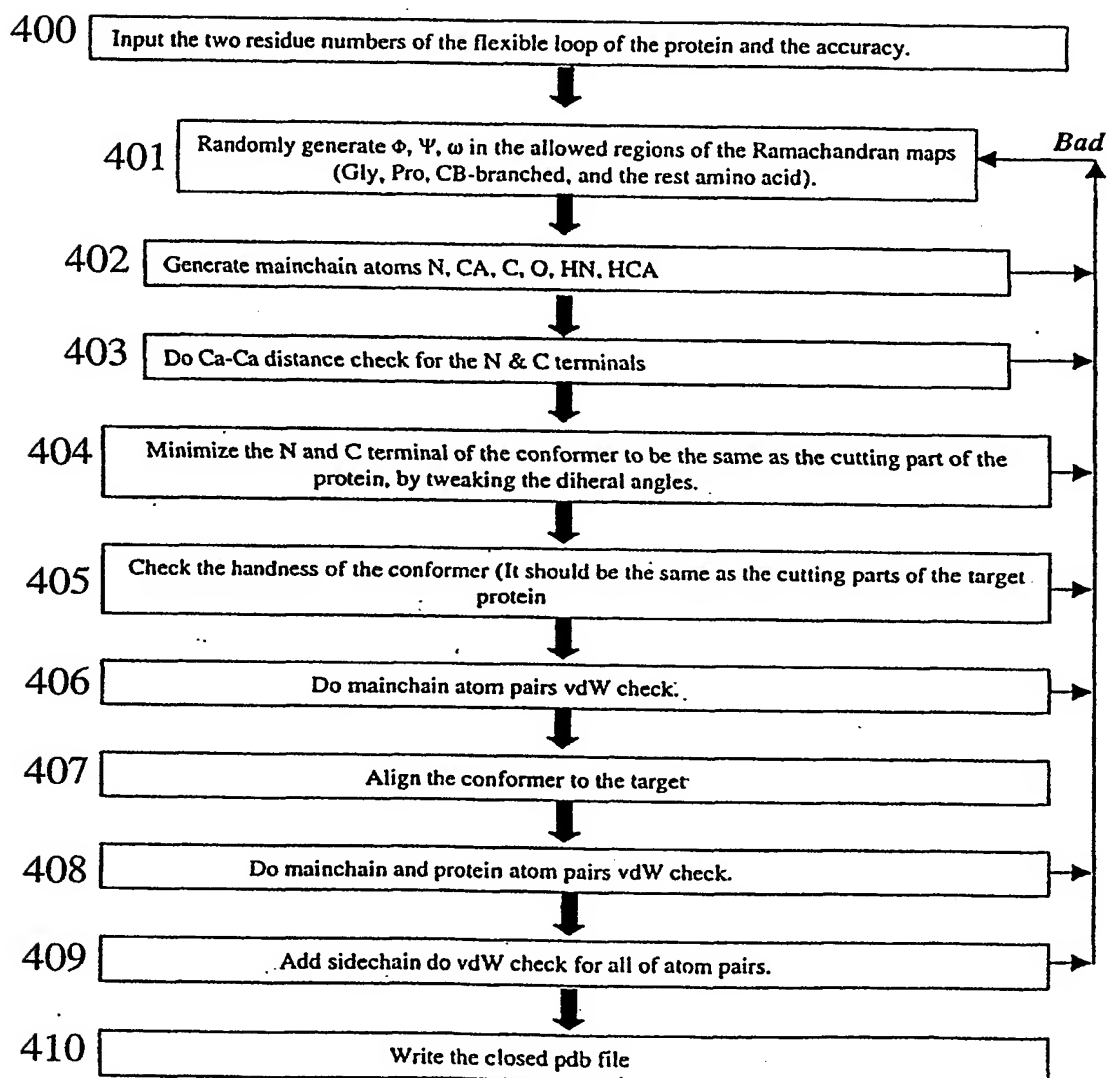 400 Input the two residue numbers of the flexible loop of the protein and the accuracy.
Bad
401 Randomly generate Φ, Ψ, ω in the allowed regions of the Ramachandran maps
(Gly, Pro, CB-branched, and the rest amino acid).
402 Generate mainchain atoms N, CA, C, O, HN, HCA
403 Do Ca-Ca distance check for the N & C terminals
404 Minimize the N and C terminal of the conformer to be the same as the cutting part of the
protein, by tweaking the diheral angles.
405 Check the handness of the conformer (It should be the same as the cutting parts of the target
protein
406 Do mainchain atom pairs vdW check.
407 Align the conformer to the target
408 Do mainchain and protein atom pairs vdW check.
409 Add sidechain do vdW check for all of atom pairs.
410 Write the closed pdb file